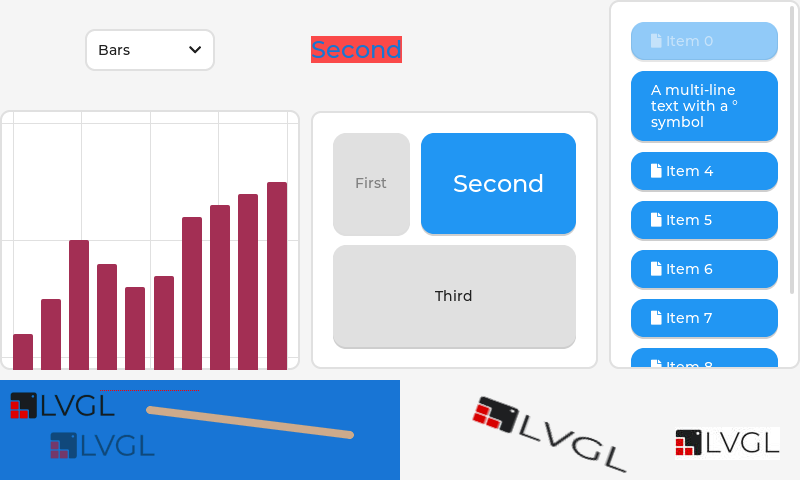 Bars
Second
Item 0
A multi-line
text with a °
symbol
Item 4
Item 5
Item 6
Item 7
Item 8
First
Second
Third
LVGL
LVGL
LVGL
LVGL